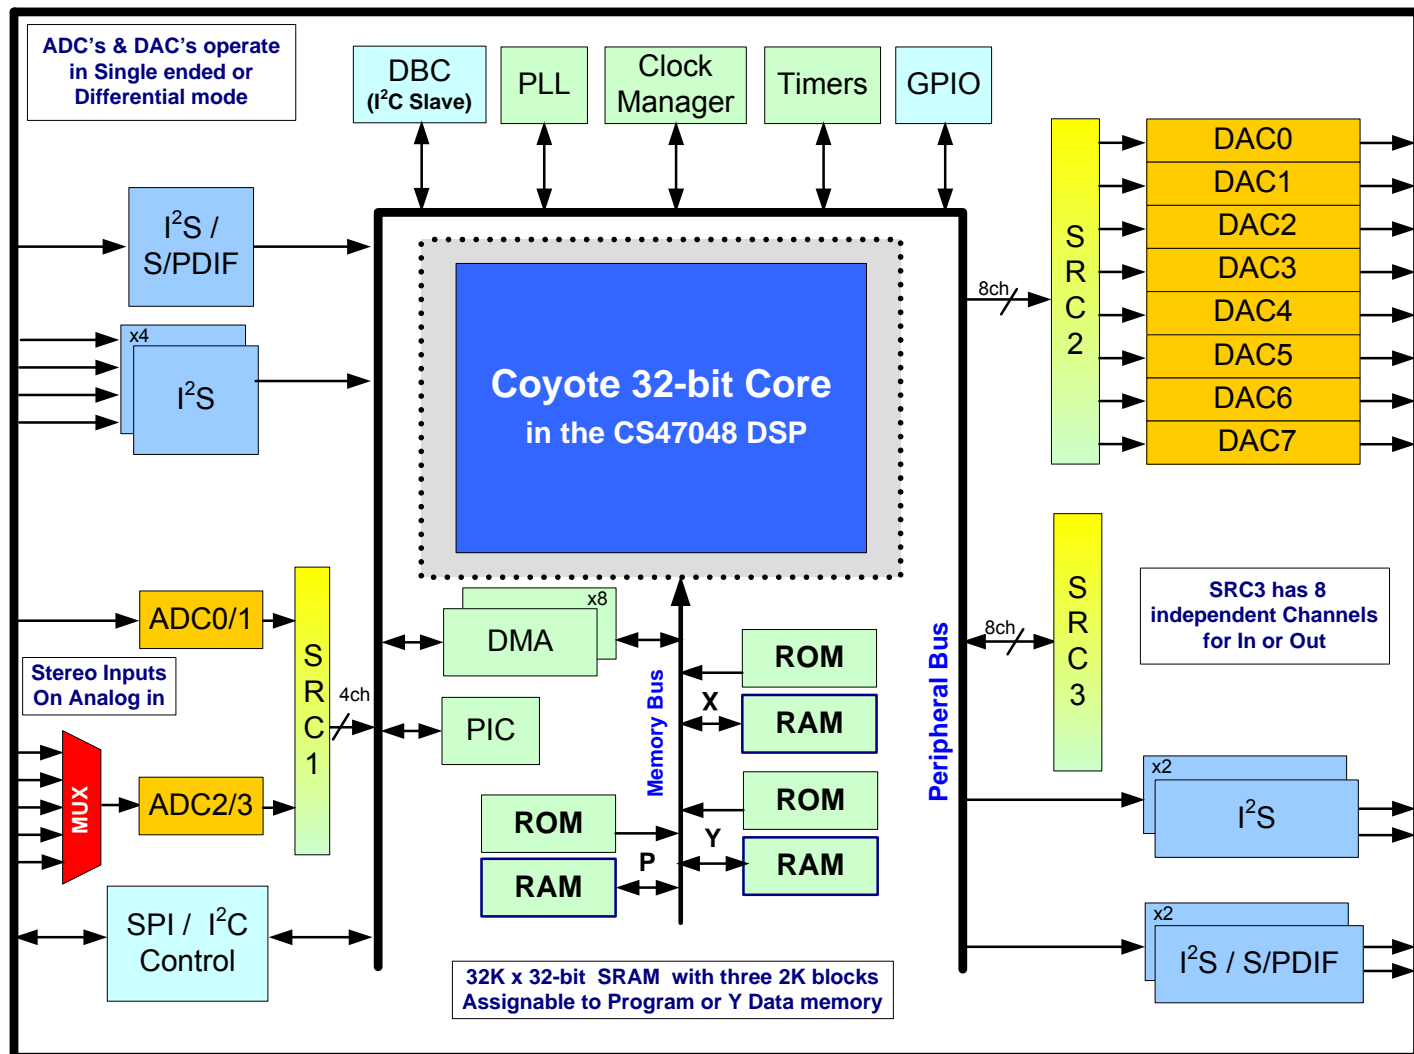 ADC's & DAC's operate
in Single ended or
Differential mode
DBC
(I²C Slave)
PLL
Clock
Manager
Timers
GPIO
I²S /
S/PDIF
x4
I²S
Coyote 32-bit Core
in the CS47048 DSP
8ch
SRC2
DAC0
DAC1
DAC2
DAC3
DAC4
DAC5
DAC6
DAC7
ADC0/1
Stereo Inputs
On Analog in
MUX
ADC2/3
SRC1
4ch
SPI / I²C
Control
x8
DMA
PIC
Memory Bus
ROM
X
RAM
ROM
Y
RAM
ROM
P
RAM
Peripheral Bus
8ch
SRC3
SRC3 has 8
independent Channels
for In or Out
x2
I²S
x2
I²S / S/PDIF
32K x 32-bit SRAM with three 2K blocks
Assignable to Program or Y Data memory